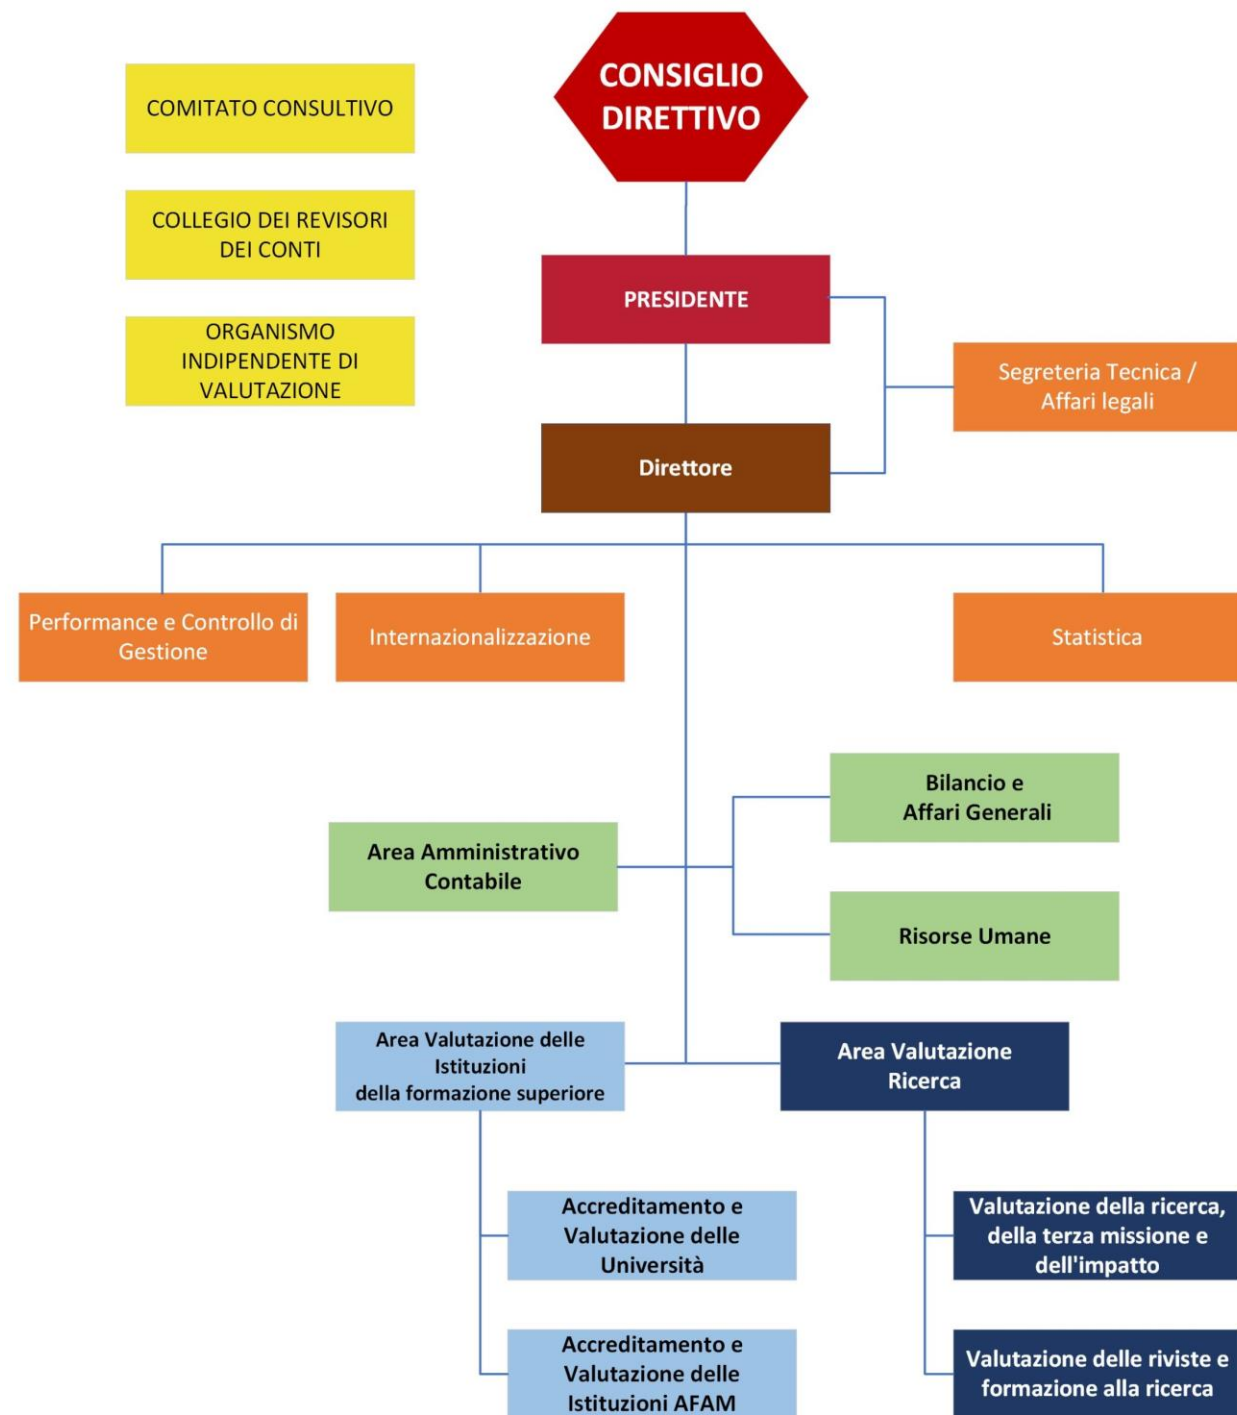 CONSIGLIO
DIRETTIVO
COMITATO CONSULTIVO
COLLEGIO DEI REVISORI
DEI CONTI
ORGANISMO
INDIPENDENTE DI
VALUTAZIONE
PRESIDENTE
Segreteria Tecnica /
Affari legali
Direttore
Performance e Controllo di
Gestione
Internazionalizzazione
Statistica
Bilancio e
Affari Generali
Area Amministrativo
Contabile
Risorse Umane
Area Valutazione delle
Istituzioni
della formazione superiore
Area Valutazione
Ricerca
Accreditamento e
Valutazione delle
Università
Valutazione della ricerca,
della terza missione e
dell'impatto
Accreditamento e
Valutazione delle
Istituzioni AFAM
Valutazione delle riviste e
formazione alla ricerca